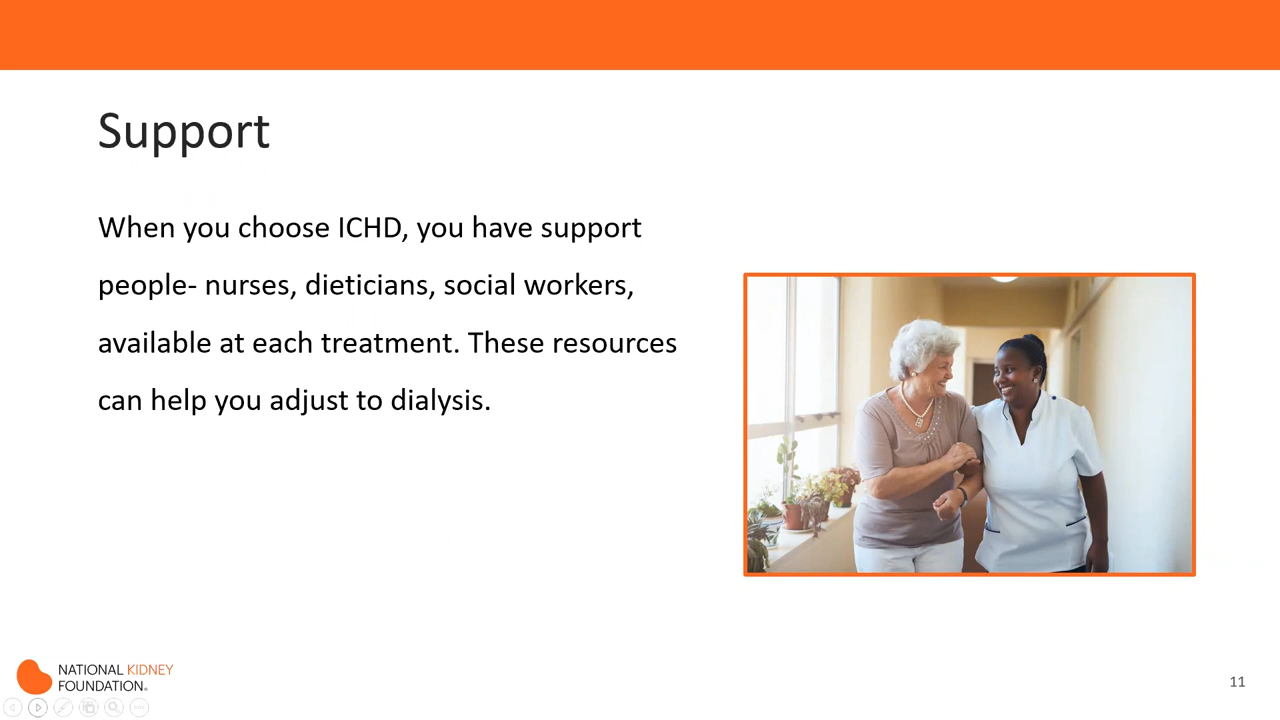 Support
When you choose ICHD, you have support
people- nurses, dieticians, social workers,
available at each treatment. These resources
can help you adjust to dialysis.
NATIONAL KIDNEY
FOUNDATION®
11